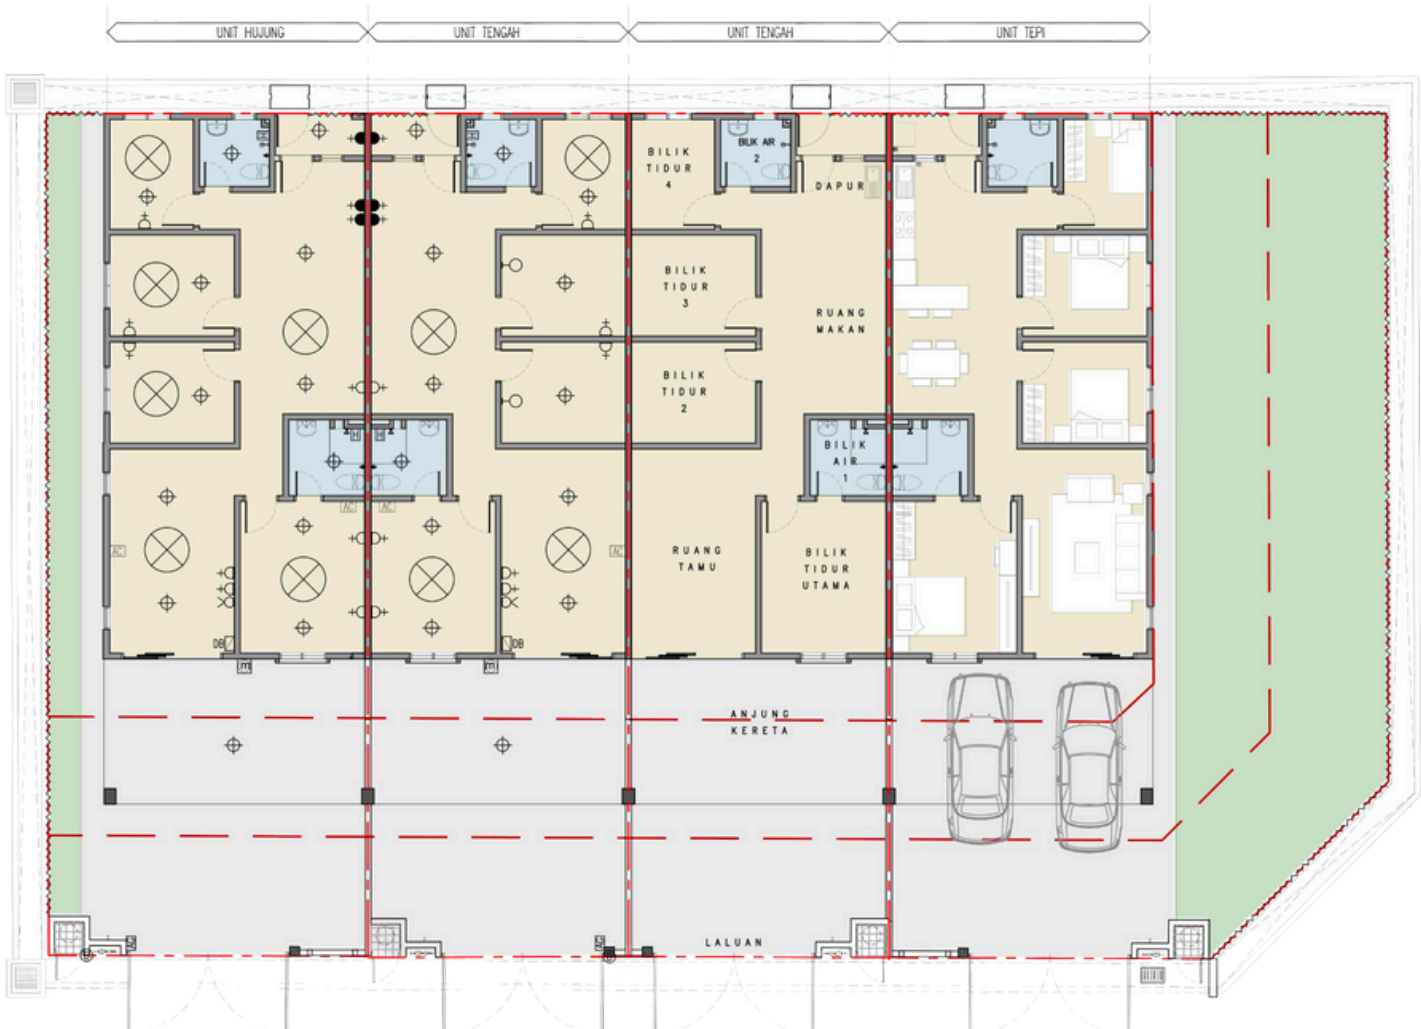 UNIT HUJUNG
UNIT TENGAH
UNIT TENGAH
UNIT TEPI
BILIK
TIDUR
4
BILIK AIR
2
DAPUR
BILIK
TIDUR
3
RUANG
MAKAN
BILIK
TIDUR
2
BILIK
AIR
1
AC
AC
AC
AC
RUANG
TAMU
BILIK
TIDUR
UTAMA
DB
DB
ANJUNG
KERETA
LALUAN